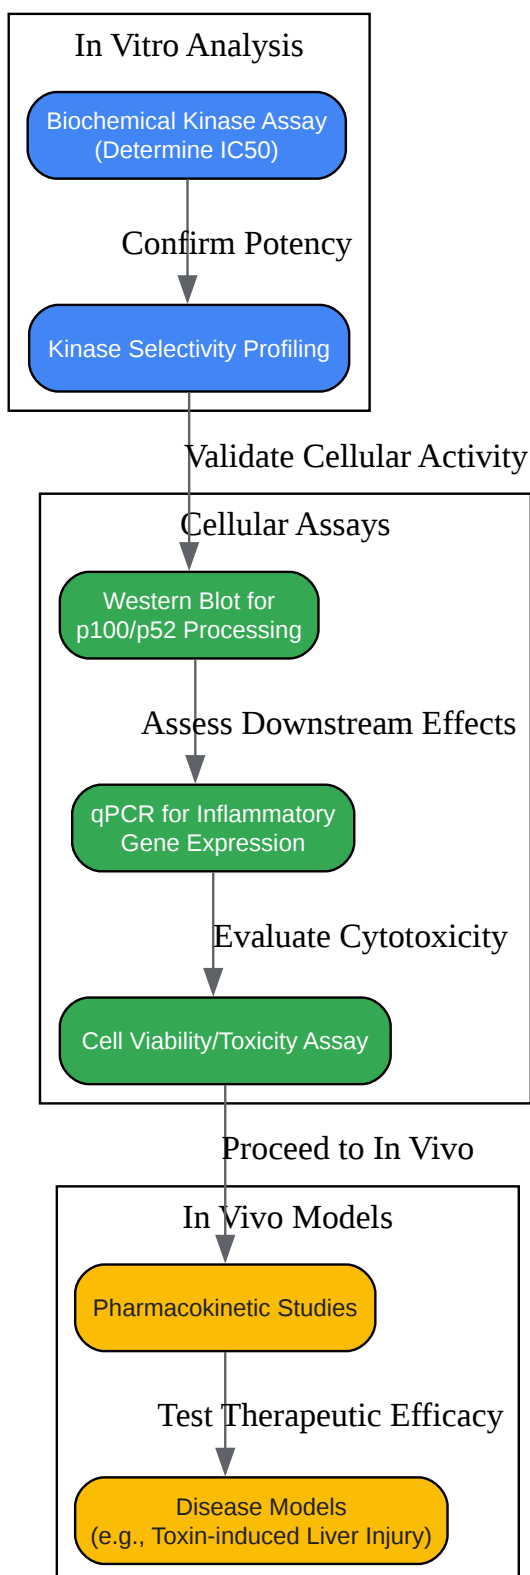 In Vitro Analysis
Biochemical Kinase Assay
(Determine IC50)
Confirm Potency
Kinase Selectivity Profiling
Validate Cellular Activity
Cellular Assays
Western Blot for
p100/p52 Processing
Assess Downstream Effects
qPCR for Inflammatory
Gene Expression
Evaluate Cytotoxicity
Cell Viability/Toxicity Assay
Proceed to In Vivo
In Vivo Models
Pharmacokinetic Studies
Test Therapeutic Efficacy
Disease Models
(e.g., Toxin-induced Liver Injury)